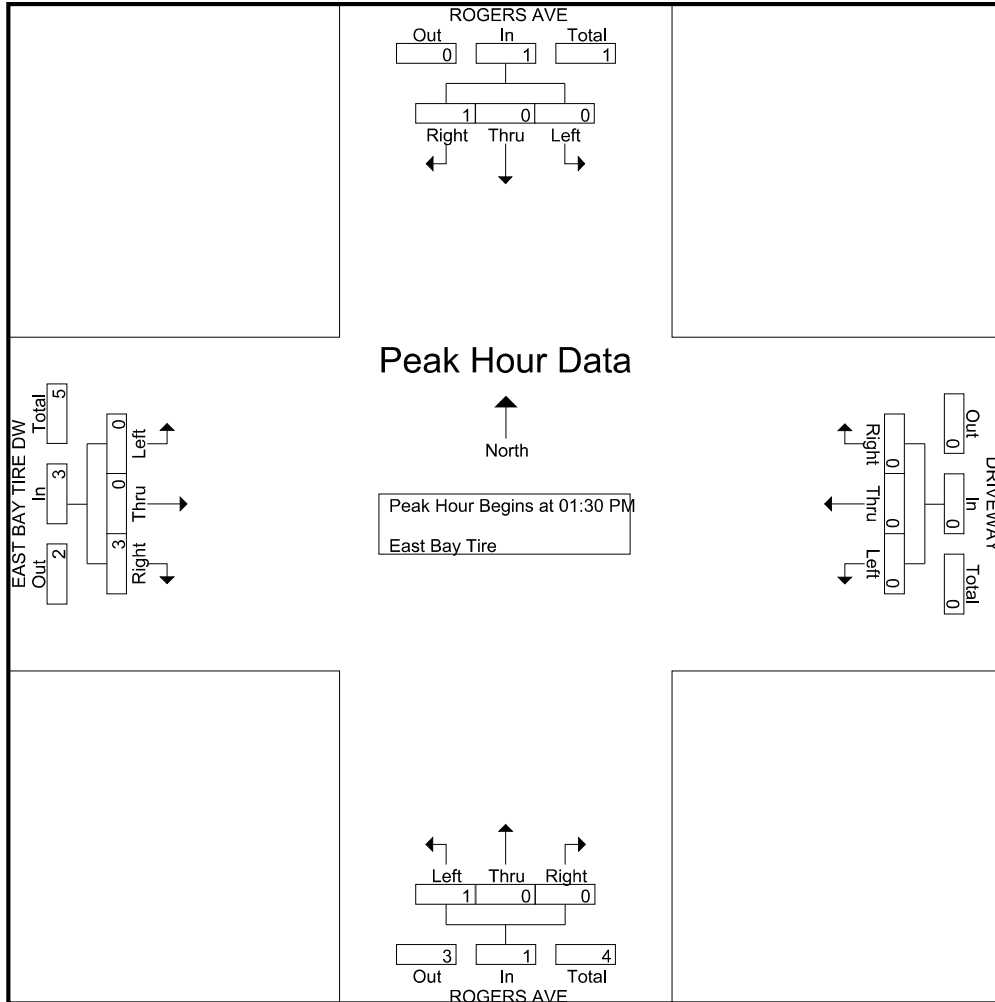 ROGERS AVE
Out In Total
0 1 1
1 0 0
Right Thru Left
Peak Hour Data
North
Peak Hour Begins at 01:30 PM
East Bay Tire
EAST BAY TIRE DW
Out In Total
2 3 5
3 0 0
Right Thru Left
DRIVEWAY
Out In Total
0 0 0
0 0 0
Right Thru Left
Left Thru Right
1 0 0
3 1 4
Out In Total
ROGERS AVE